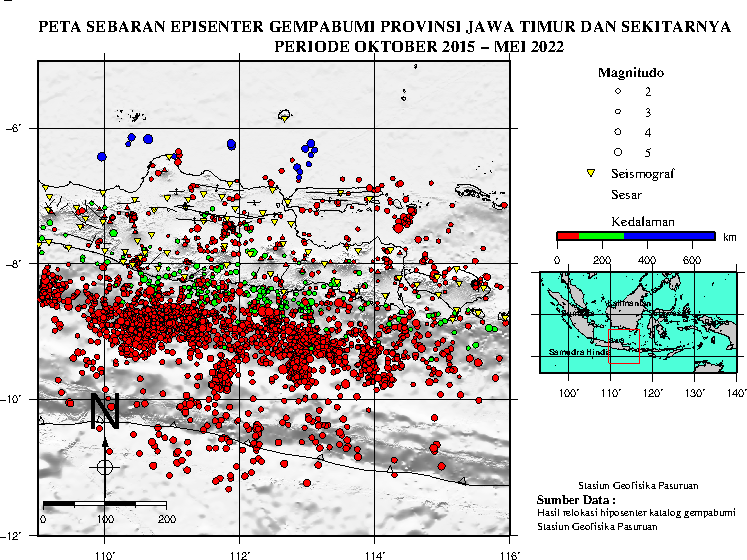 PETA SEBARAN EPISENTER GEMPABUMI PROVINSI JAWA TIMUR DAN SEKITARNYA
PERIODE OKTOBER 2015 – MEI 2022
Magnitudo
2
3
4
5
Seismograf
Sesar
Kedalaman
km
0 200 400 600
-6˚
-8˚
-10˚
-12˚
110˚ 112˚ 114˚ 116˚
N
0 100 200
Kalimantan
Papua
Samudra Hindia
100˚ 110˚ 120˚ 130˚ 140˚
Stasiun Geofisika Pasuruan
Sumber Data :
Hasil relokasi hiposenter katalog gempabumi
Stasiun Geofisika Pasuruan